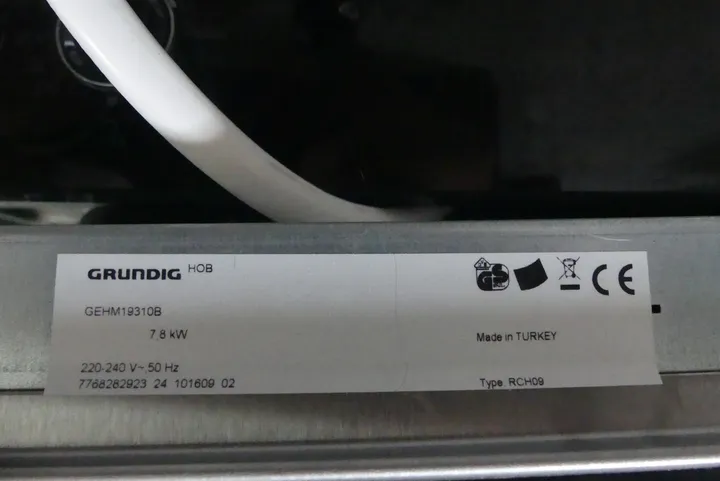 GRUNDIG HOB
GEHM19310B
7,8 kW
Made in TURKEY
220-240 V~, 50 Hz
7768282923 24 101609 02
Type: RCH09
GS
CE